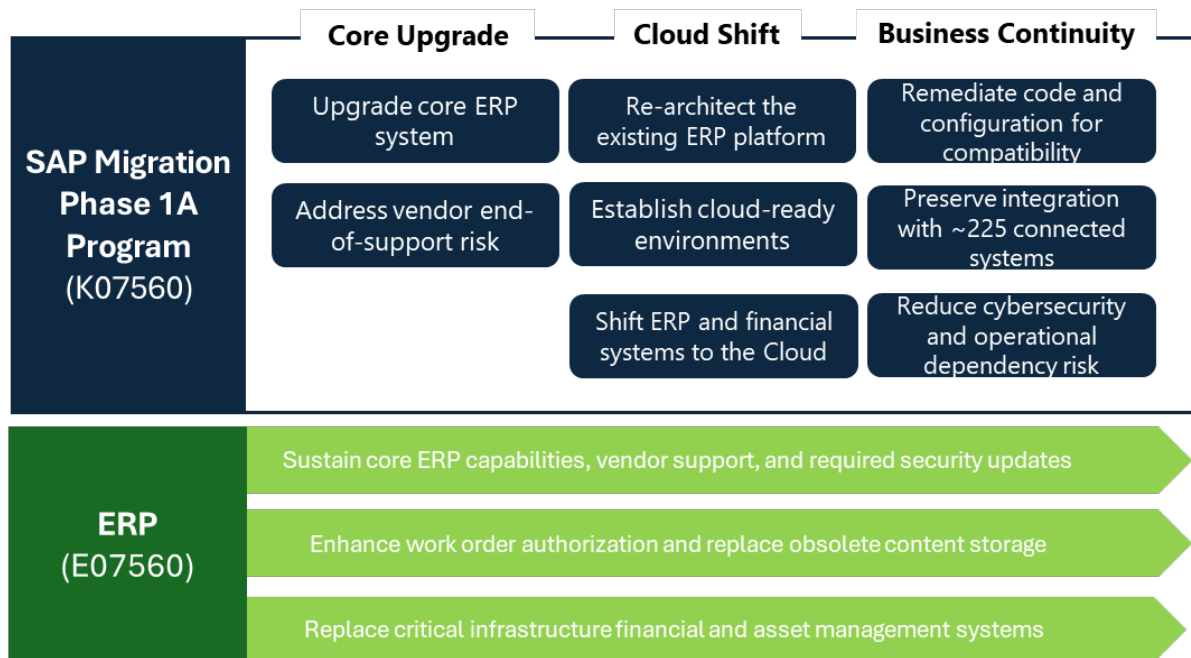 Core Upgrade
Cloud Shift
Business Continuity
SAP Migration
Phase 1A
Program
(K07560)
Upgrade core ERP
system
Address vendor end-
of-support risk
Re-architect the
existing ERP platform
Establish cloud-ready
environments
Shift ERP and financial
systems to the Cloud
Remediate code and
configuration for
compatibility
Preserve integration
with ~225 connected
systems
Reduce cybersecurity
and operational
dependency risk
ERP
(E07560)
Sustain core ERP capabilities, vendor support, and required security updates
Enhance work order authorization and replace obsolete content storage
Replace critical infrastructure financial and asset management systems